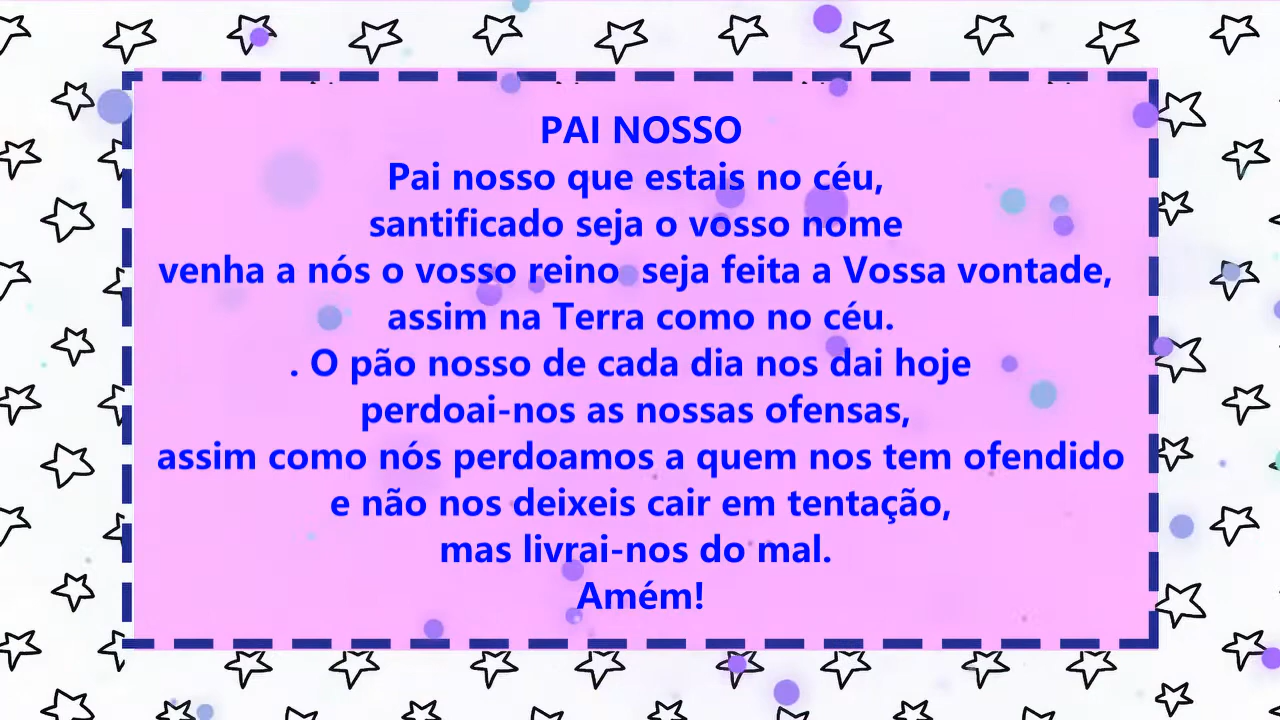 PAI NOSSO
Pai nosso que estais no céu,
santificado seja o vosso nome
venha a nós o vosso reino  seja feita a Vossa vontade,
assim na Terra como no céu.
. O pão nosso de cada dia nos dai hoje
perdoai-nos as nossas ofensas,
assim como nós perdoamos a quem nos tem ofendido
e não nos deixeis cair em tentação,
mas livrai-nos do mal.
Amém!